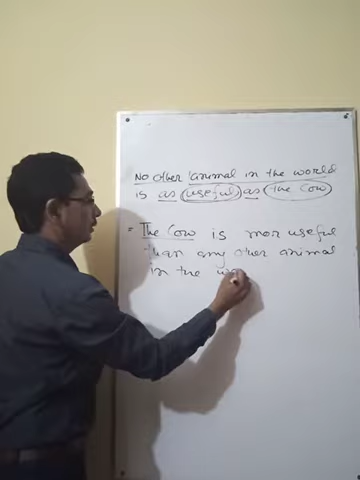 No other animal in the world
is as useful as the Cow
= The Cow is mor useful
than any other animal
in the wo